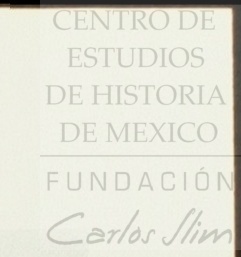 CENTRO DE
ESTUDIOS
DE HISTORIA
DE MEXICO
FUNDACIÓN
Carlos Slim